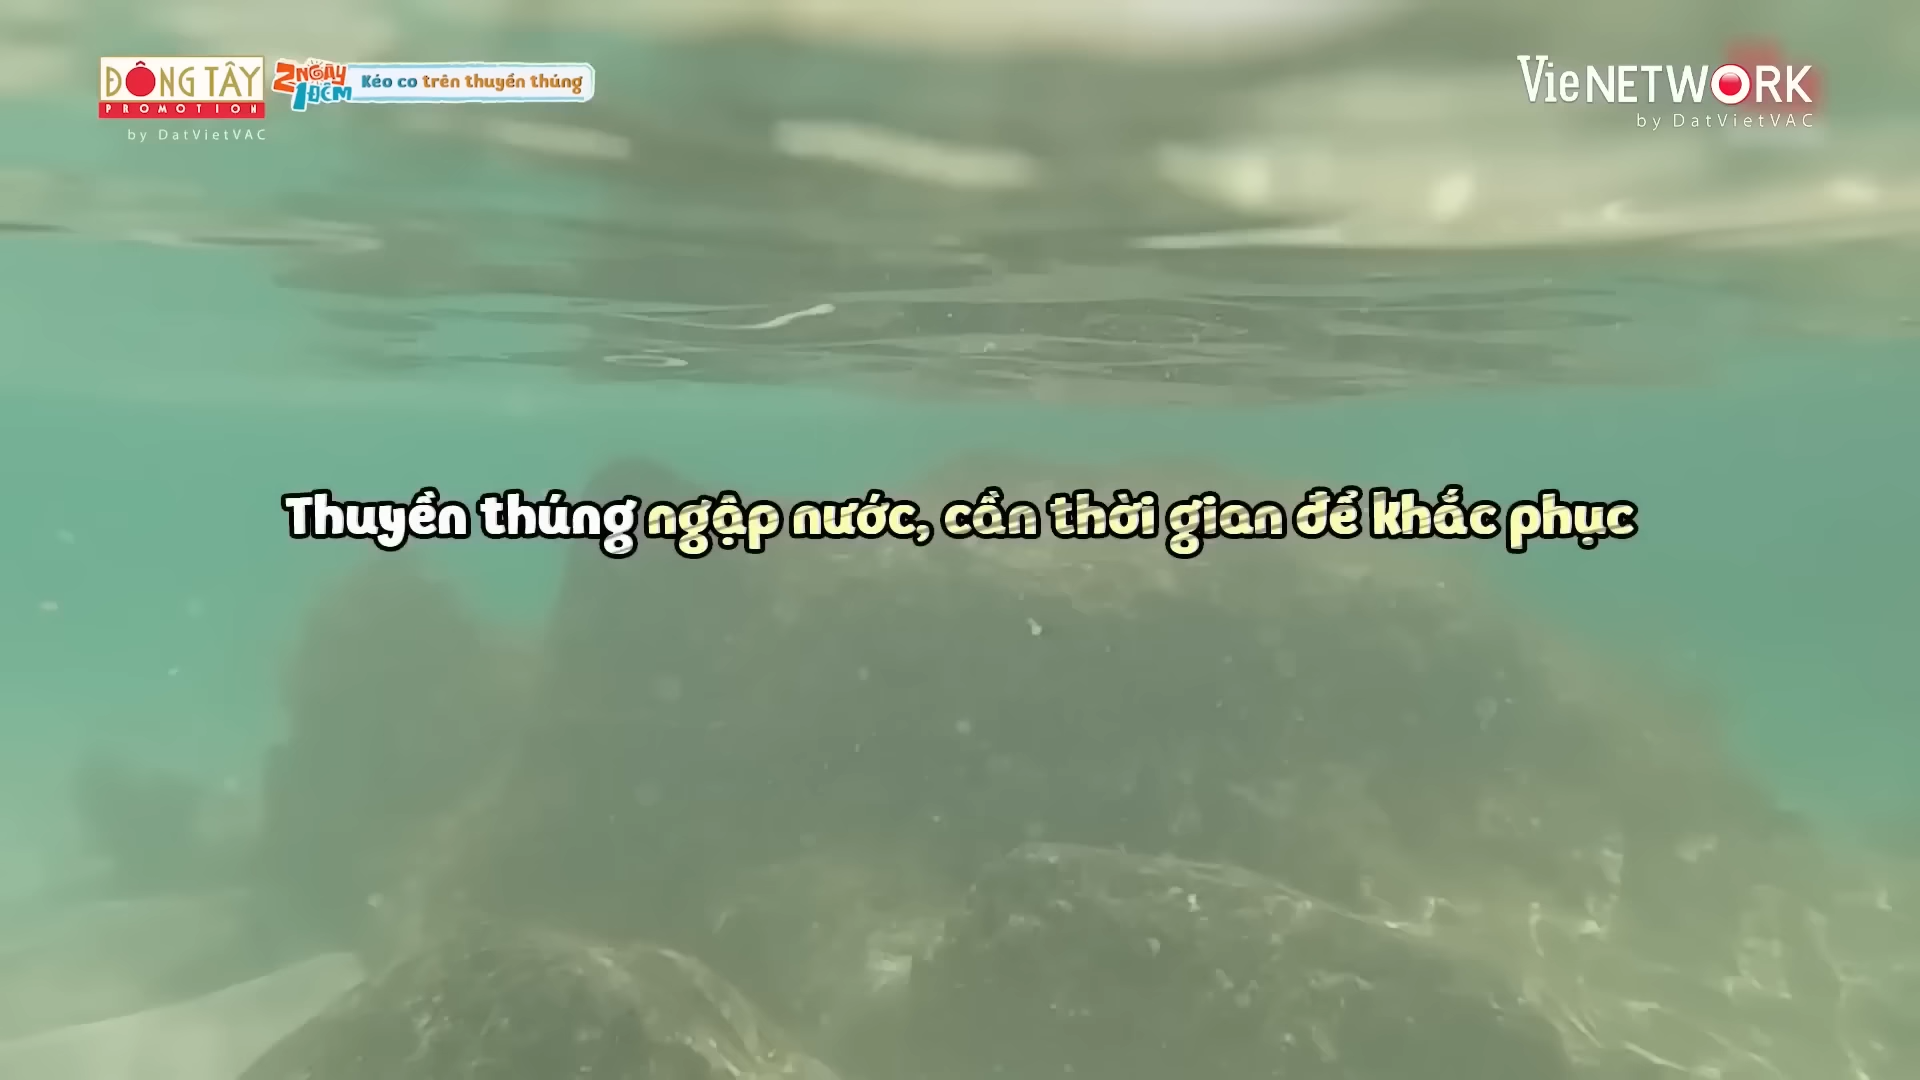 ĐÔNG TÂY
PROMOTION
by DatVietVAC
2 NGÀY
1 ĐÊM
Kéo co trên thuyền thúng
VieNETWORK
by DatVietVAC
Thuyền thúng ngập nước, cần thời gian để khắc phục